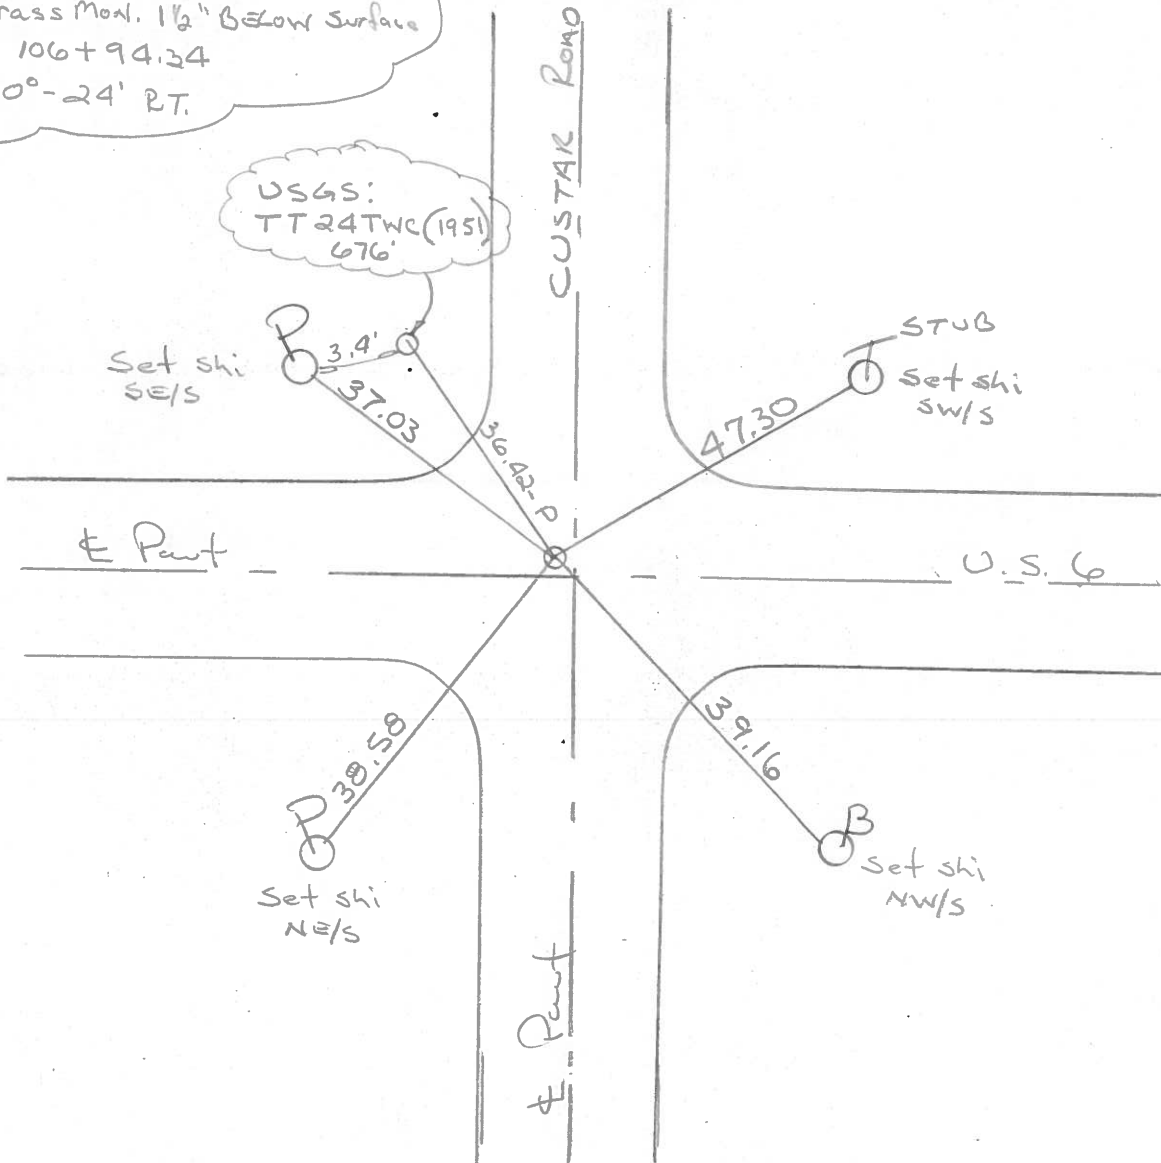 rass Mon. 1½" BELOW Surface
106+94.34
0°-24' RT.
CUSTAR ROAD
USGS:
TT24TWC(1951)
676'
P
3.4'
Set shi
SE/S
37.03
36.42-P
STUB
T
Set shi
SW/S
47.30
℄ Pavt
U.S. 6
38.58
P
Set shi
NE/S
39.16
B
Set shi
NW/S
℄ Pavt